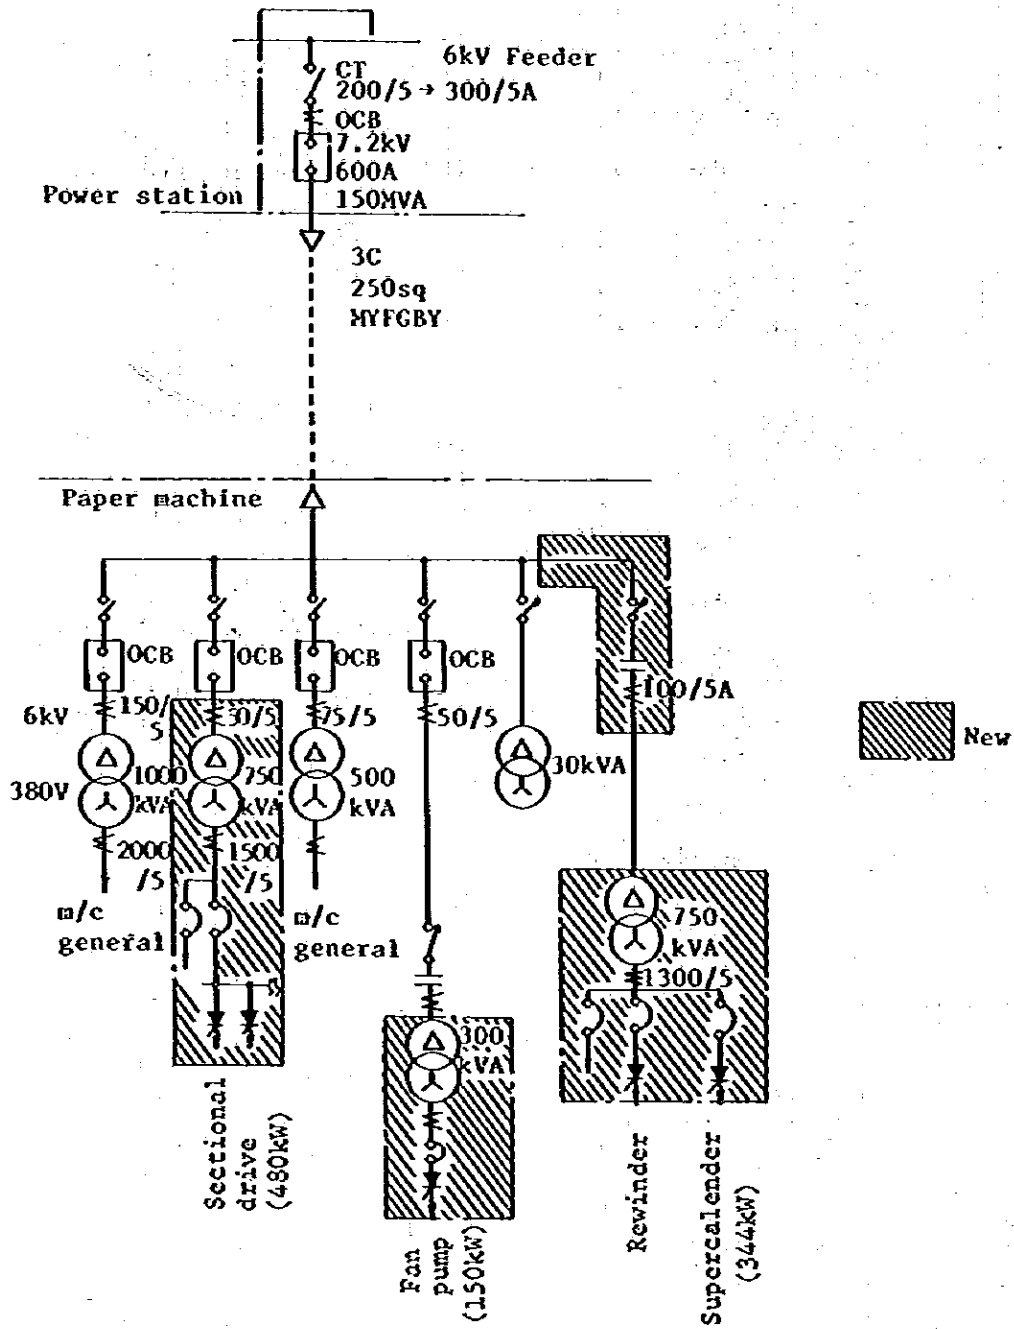 6kV Feeder
CT
200/5 → 300/5A
OCB
7.2kV
600A
150MVA
Power station
3C
250sq
MYFGBY
Paper machine
OCB
OCB
OCB
OCB
6kV
150/
5
50/5
75/5
50/5
100/5A
New
380V
1000
kVA
750
kVA
500
kVA
30kVA
2000
/5
1500
/5
m/c
general
m/c
general
750
kVA
1300/5
300
kVA
Sectional
drive
(480kW)
Fan
pump
(150kW)
Rewinder
Supercalender
(344kW)